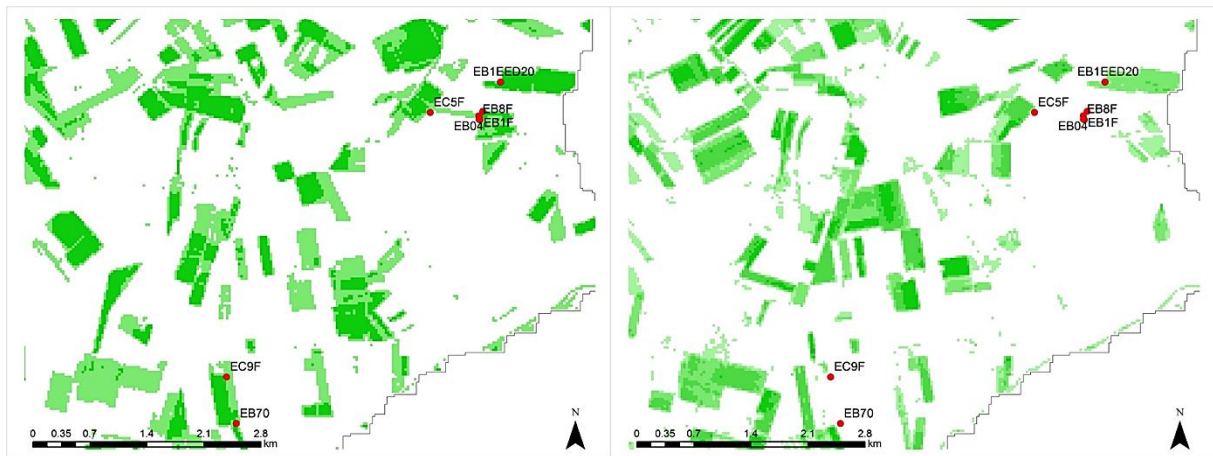 EB1EED20
EC5F
EB8F
EB04
EB1F
EC9F
EB70
N
0 0.35 0.7 1.4 2.1 2.8
km
EB1EED20
EC5F
EB8F
EB04
EB1F
EC9F
EB70
N
0 0.35 0.7 1.4 2.1 2.8
km